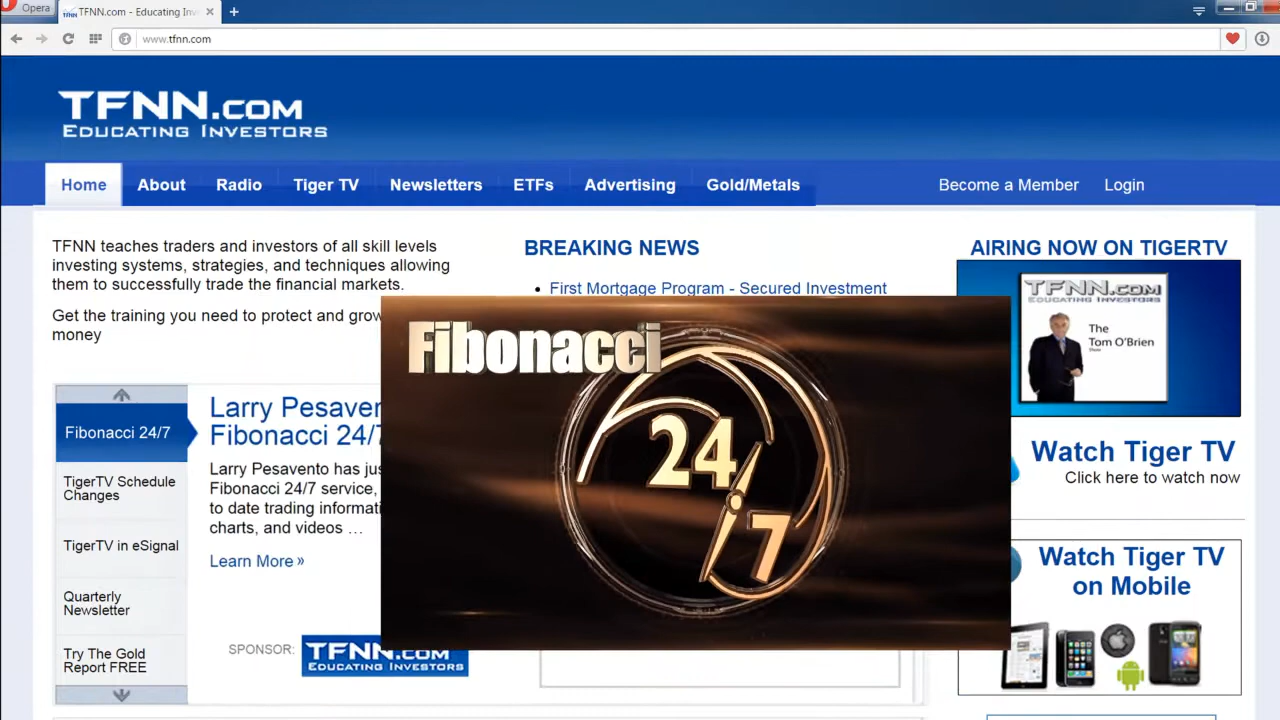 Opera
TFNN.com - Educating Inv
www.tfnn.com
TFNN.COM
EDUCATING INVESTORS
Home
About
Radio
Tiger TV
Newsletters
ETFs
Advertising
Gold/Metals
Become a Member
Login
TFNN teaches traders and investors of all skill levels
investing systems, strategies, and techniques allowing
them to successfully trade the financial markets.
Get the training you need to protect and grow
money
BREAKING NEWS
First Mortgage Program - Secured Investment
AIRING NOW ON TIGERTV
TFNN.COM
EDUCATING INVESTORS
The
Tom O'Brien
Show
Fibonacci
24
7
Fibonacci 24/7
TigerTV Schedule
Changes
TigerTV in eSignal
Quarterly
Newsletter
Try The Gold
Report FREE
Larry Pesaven
Fibonacci 24/7
Larry Pesavento has jus
Fibonacci 24/7 service,
to date trading informati
charts, and videos …
Learn More »
SPONSOR:
TFNN.COM
EDUCATING INVESTORS
Watch Tiger TV
Click here to watch now
Watch Tiger TV
on Mobile